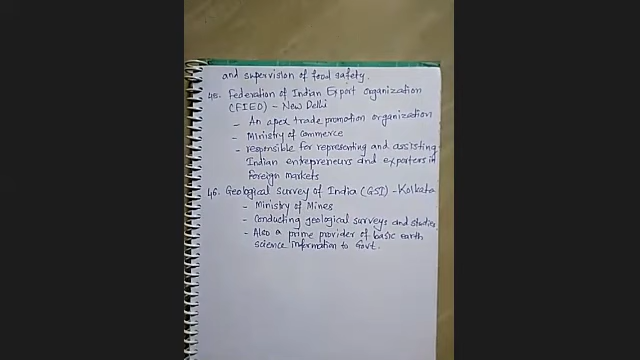 and supervision of food safety.
45. Federation of Indian Export Organization
(FIEO) - New Delhi
- An apex trade promotion organization
- Ministry of Commerce
- responsible for representing and assisting
Indian entrepreneurs and exporters in
foreign markets
46. Geological Survey of India (GSI) - Kolkata
- Ministry of Mines
- Conducting geological surveys and studies
- Also a prime provider of basic earth
science information to Govt.